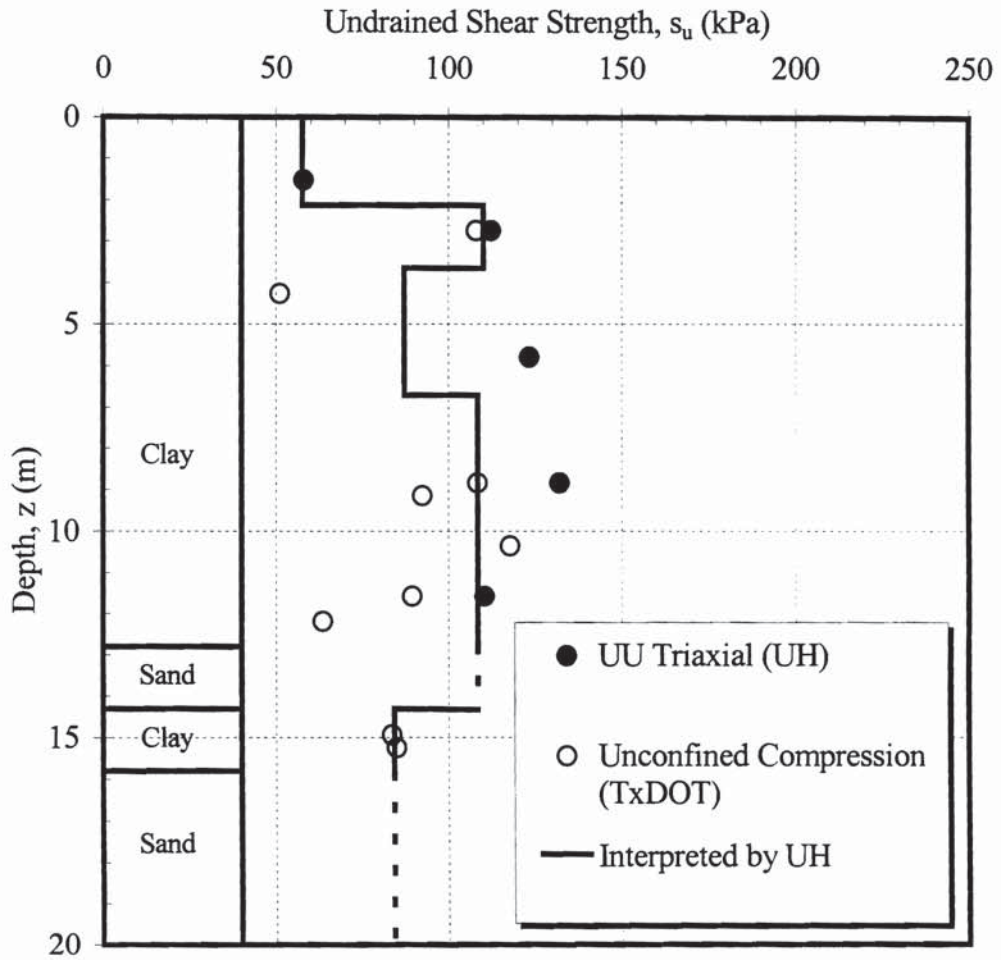 Undrained Shear Strength, su (kPa)
0 50 100 150 200 250
0
5
Clay
Depth, z (m)
10
Sand
Clay
15
Sand
20
UU Triaxial (UH)
Unconfined Compression
(TxDOT)
Interpreted by UH